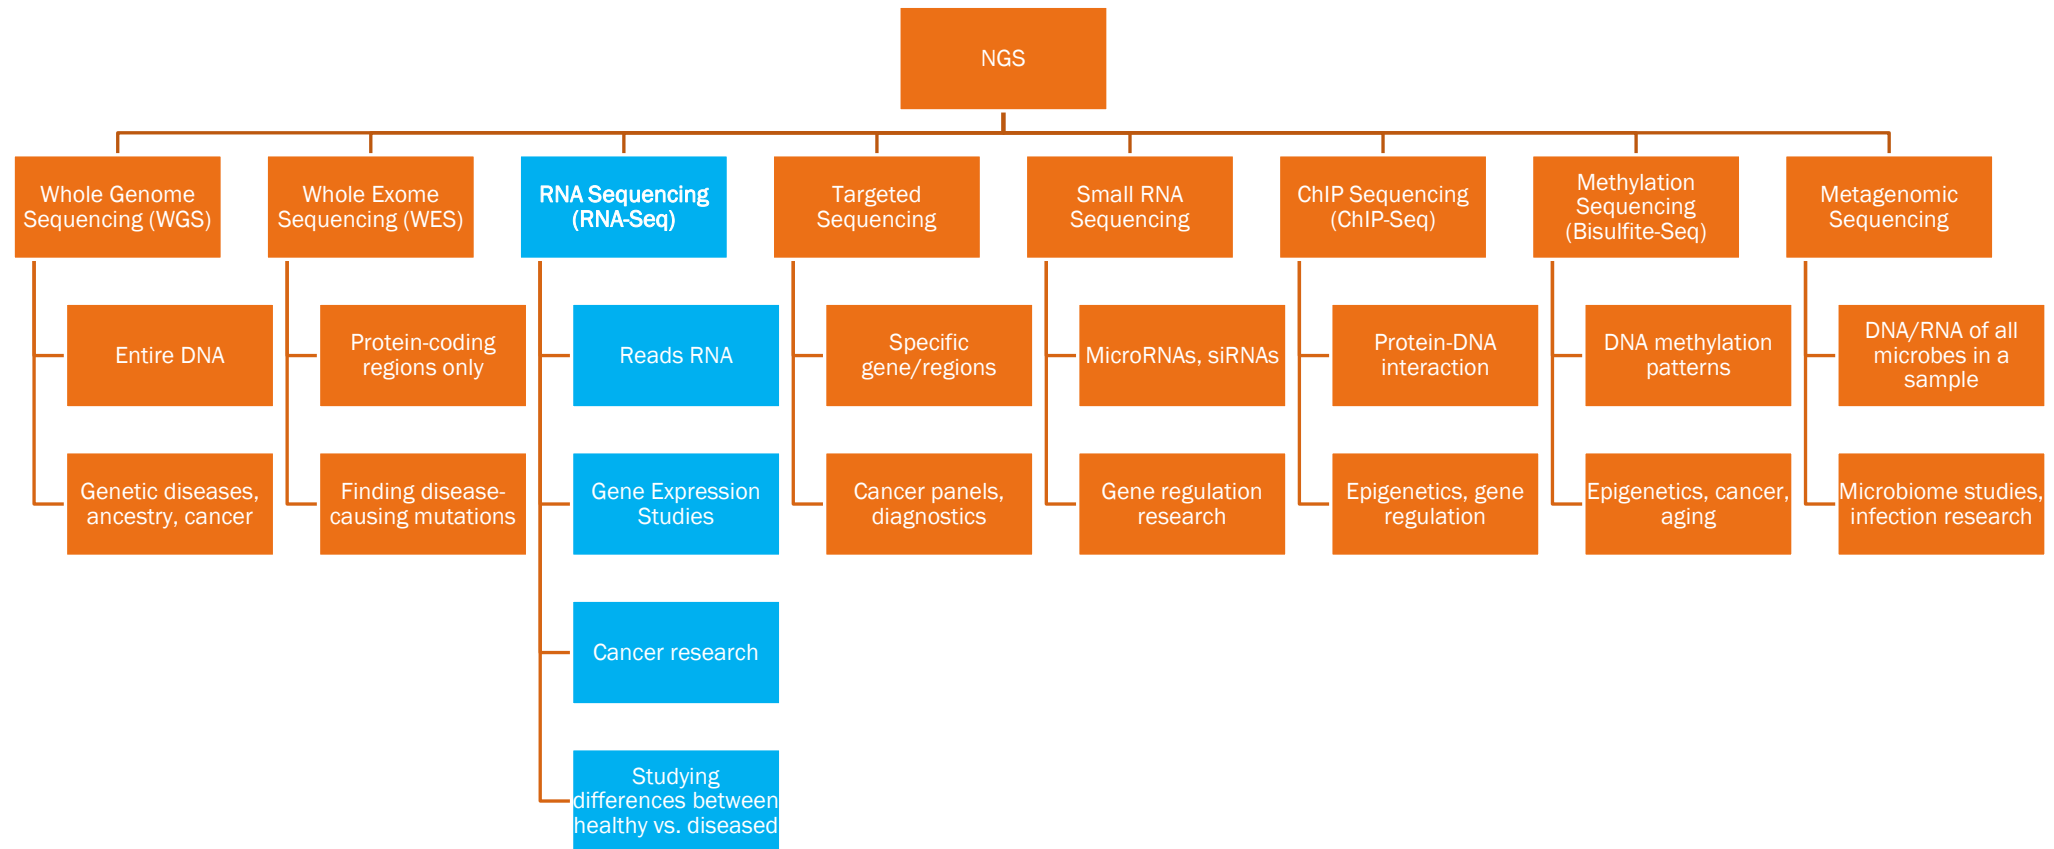 NGS
Whole Genome
Sequencing (WGS)
Whole Exome
Sequencing (WES)
RNA Sequencing
(RNA-Seq)
Targeted
Sequencing
Small RNA
Sequencing
ChIP Sequencing
(ChIP-Seq)
Methylation
Sequencing
(Bisulfite-Seq)
Metagenomic
Sequencing
Entire DNA
Protein-coding
regions only
Reads RNA
Specific
gene/regions
MicroRNAs, siRNAs
Protein-DNA
interaction
DNA methylation
patterns
DNA/RNA of all
microbes in a
sample
Genetic diseases,
ancestry, cancer
Finding disease-
causing mutations
Gene Expression
Studies
Cancer panels,
diagnostics
Gene regulation
research
Epigenetics, gene
regulation
Epigenetics, cancer,
aging
Microbiome studies,
infection research
Cancer research
Studying
differences between
healthy vs. diseased